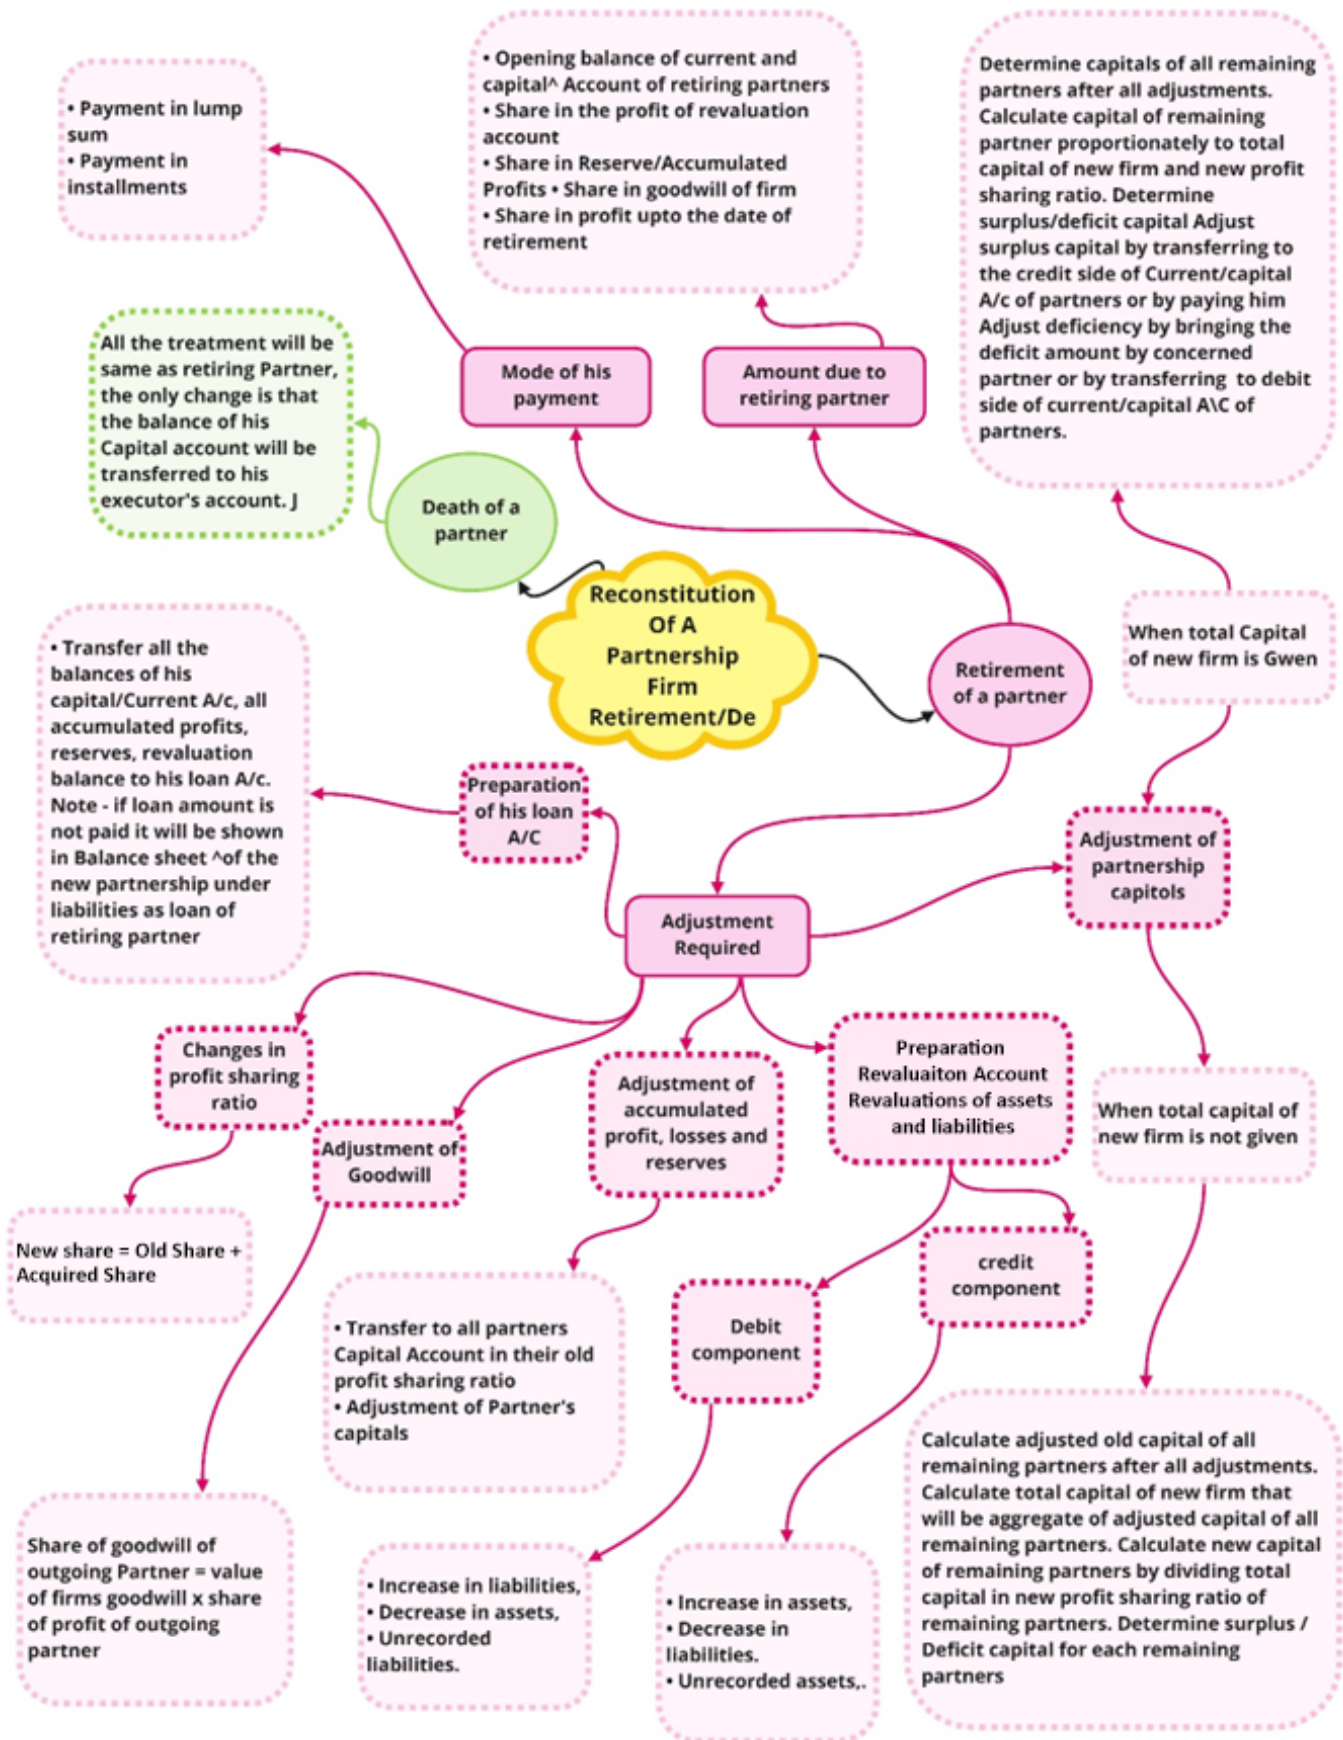 • Payment in lump
sum
• Payment in
installments
• Opening balance of current and
capital^ Account of retiring partners
• Share in the profit of revaluation
account
• Share in Reserve/Accumulated
Profits • Share in goodwill of firm
• Share in profit upto the date of
retirement
Determine capitals of all remaining
partners after all adjustments.
Calculate capital of remaining
partner proportionately to total
capital of new firm and new profit
sharing ratio. Determine
surplus/deficit capital Adjust
surplus capital by transferring to
the credit side of Current/capital
A/c of partners or by paying him
Adjust deficiency by bringing the
deficit amount by concerned
partner or by transferring to debit
side of current/capital A\C of
partners.
All the treatment will be
same as retiring Partner,
the only change is that
the balance of his
Capital account will be
transferred to his
executor's account. J
Mode of his
payment
Amount due to
retiring partner
Death of a
partner
Reconstitution
Of A
Partnership
Firm
Retirement/De
Retirement
of a partner
When total Capital
of new firm is Gwen
• Transfer all the
balances of his
capital/Current A/c, all
accumulated profits,
reserves, revaluation
balance to his loan A/c.
Note - if loan amount is
not paid it will be shown
in Balance sheet ^of the
new partnership under
liabilities as loan of
retiring partner
Preparation
of his loan
A/C
Adjustment of
partnership
capitols
Adjustment
Required
Changes in
profit sharing
ratio
Adjustment of
Goodwill
Adjustment of
accumulated
profit, losses and
reserves
Preparation
Revaluaiton Account
Revaluations of assets
and liabilities
When total capital of
new firm is not given
New share = Old Share +
Acquired Share
• Transfer to all partners
Capital Account in their old
profit sharing ratio
• Adjustment of Partner's
capitals
Debit
component
credit
component
Share of goodwill of
outgoing Partner = value
of firms goodwill x share
of profit of outgoing
partner
• Increase in liabilities,
• Decrease in assets,
• Unrecorded
liabilities.
• Increase in assets,
• Decrease in
liabilities.
• Unrecorded assets,.
Calculate adjusted old capital of all
remaining partners after all adjustments.
Calculate total capital of new firm that
will be aggregate of adjusted capital of all
remaining partners. Calculate new capital
of remaining partners by dividing total
capital in new profit sharing ratio of
remaining partners. Determine surplus /
Deficit capital for each remaining
partners